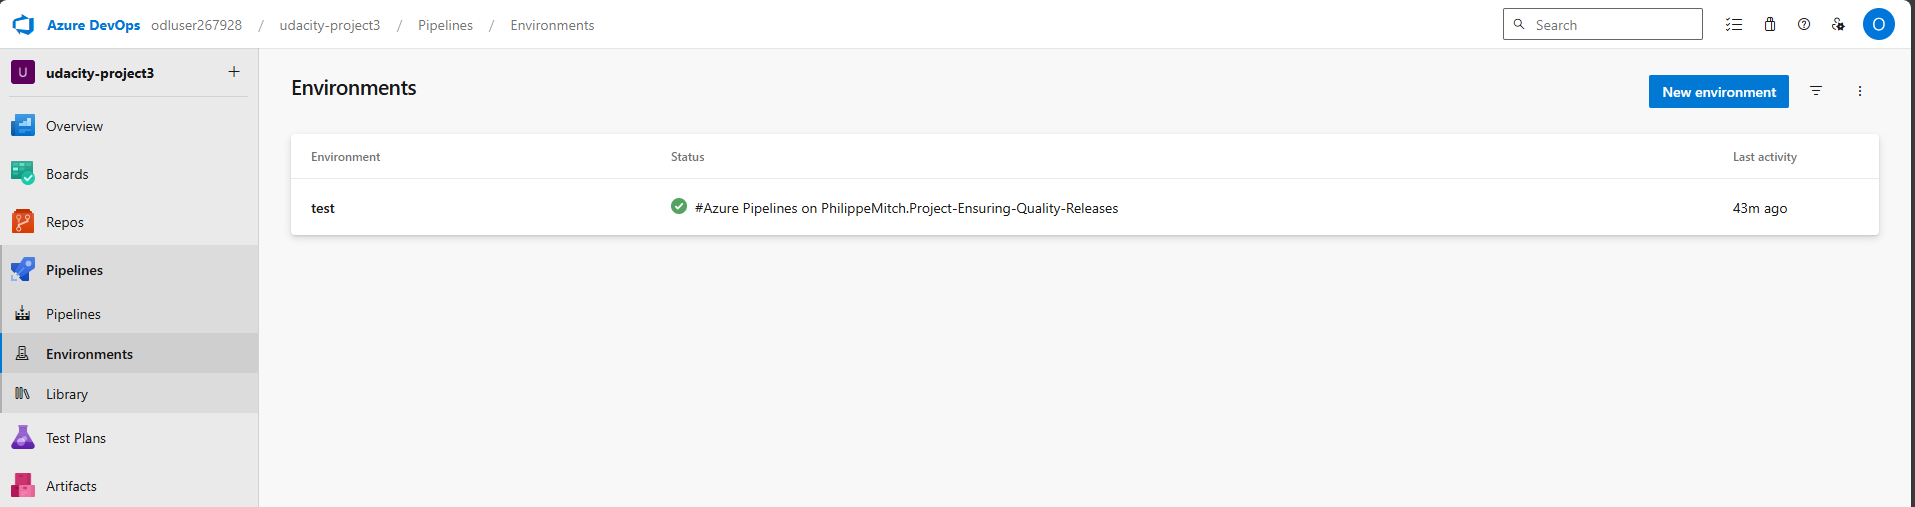 Azure DevOps odluser267928 / udacity-project3 / Pipelines / Environments
Search
O
U udacity-project3 +
Overview
Boards
Repos
Pipelines
Pipelines
Environments
Library
Test Plans
Artifacts
Environments
New environment
Environment Status Last activity
test #Azure Pipelines on PhilippeMitch.Project-Ensuring-Quality-Releases 43m ago